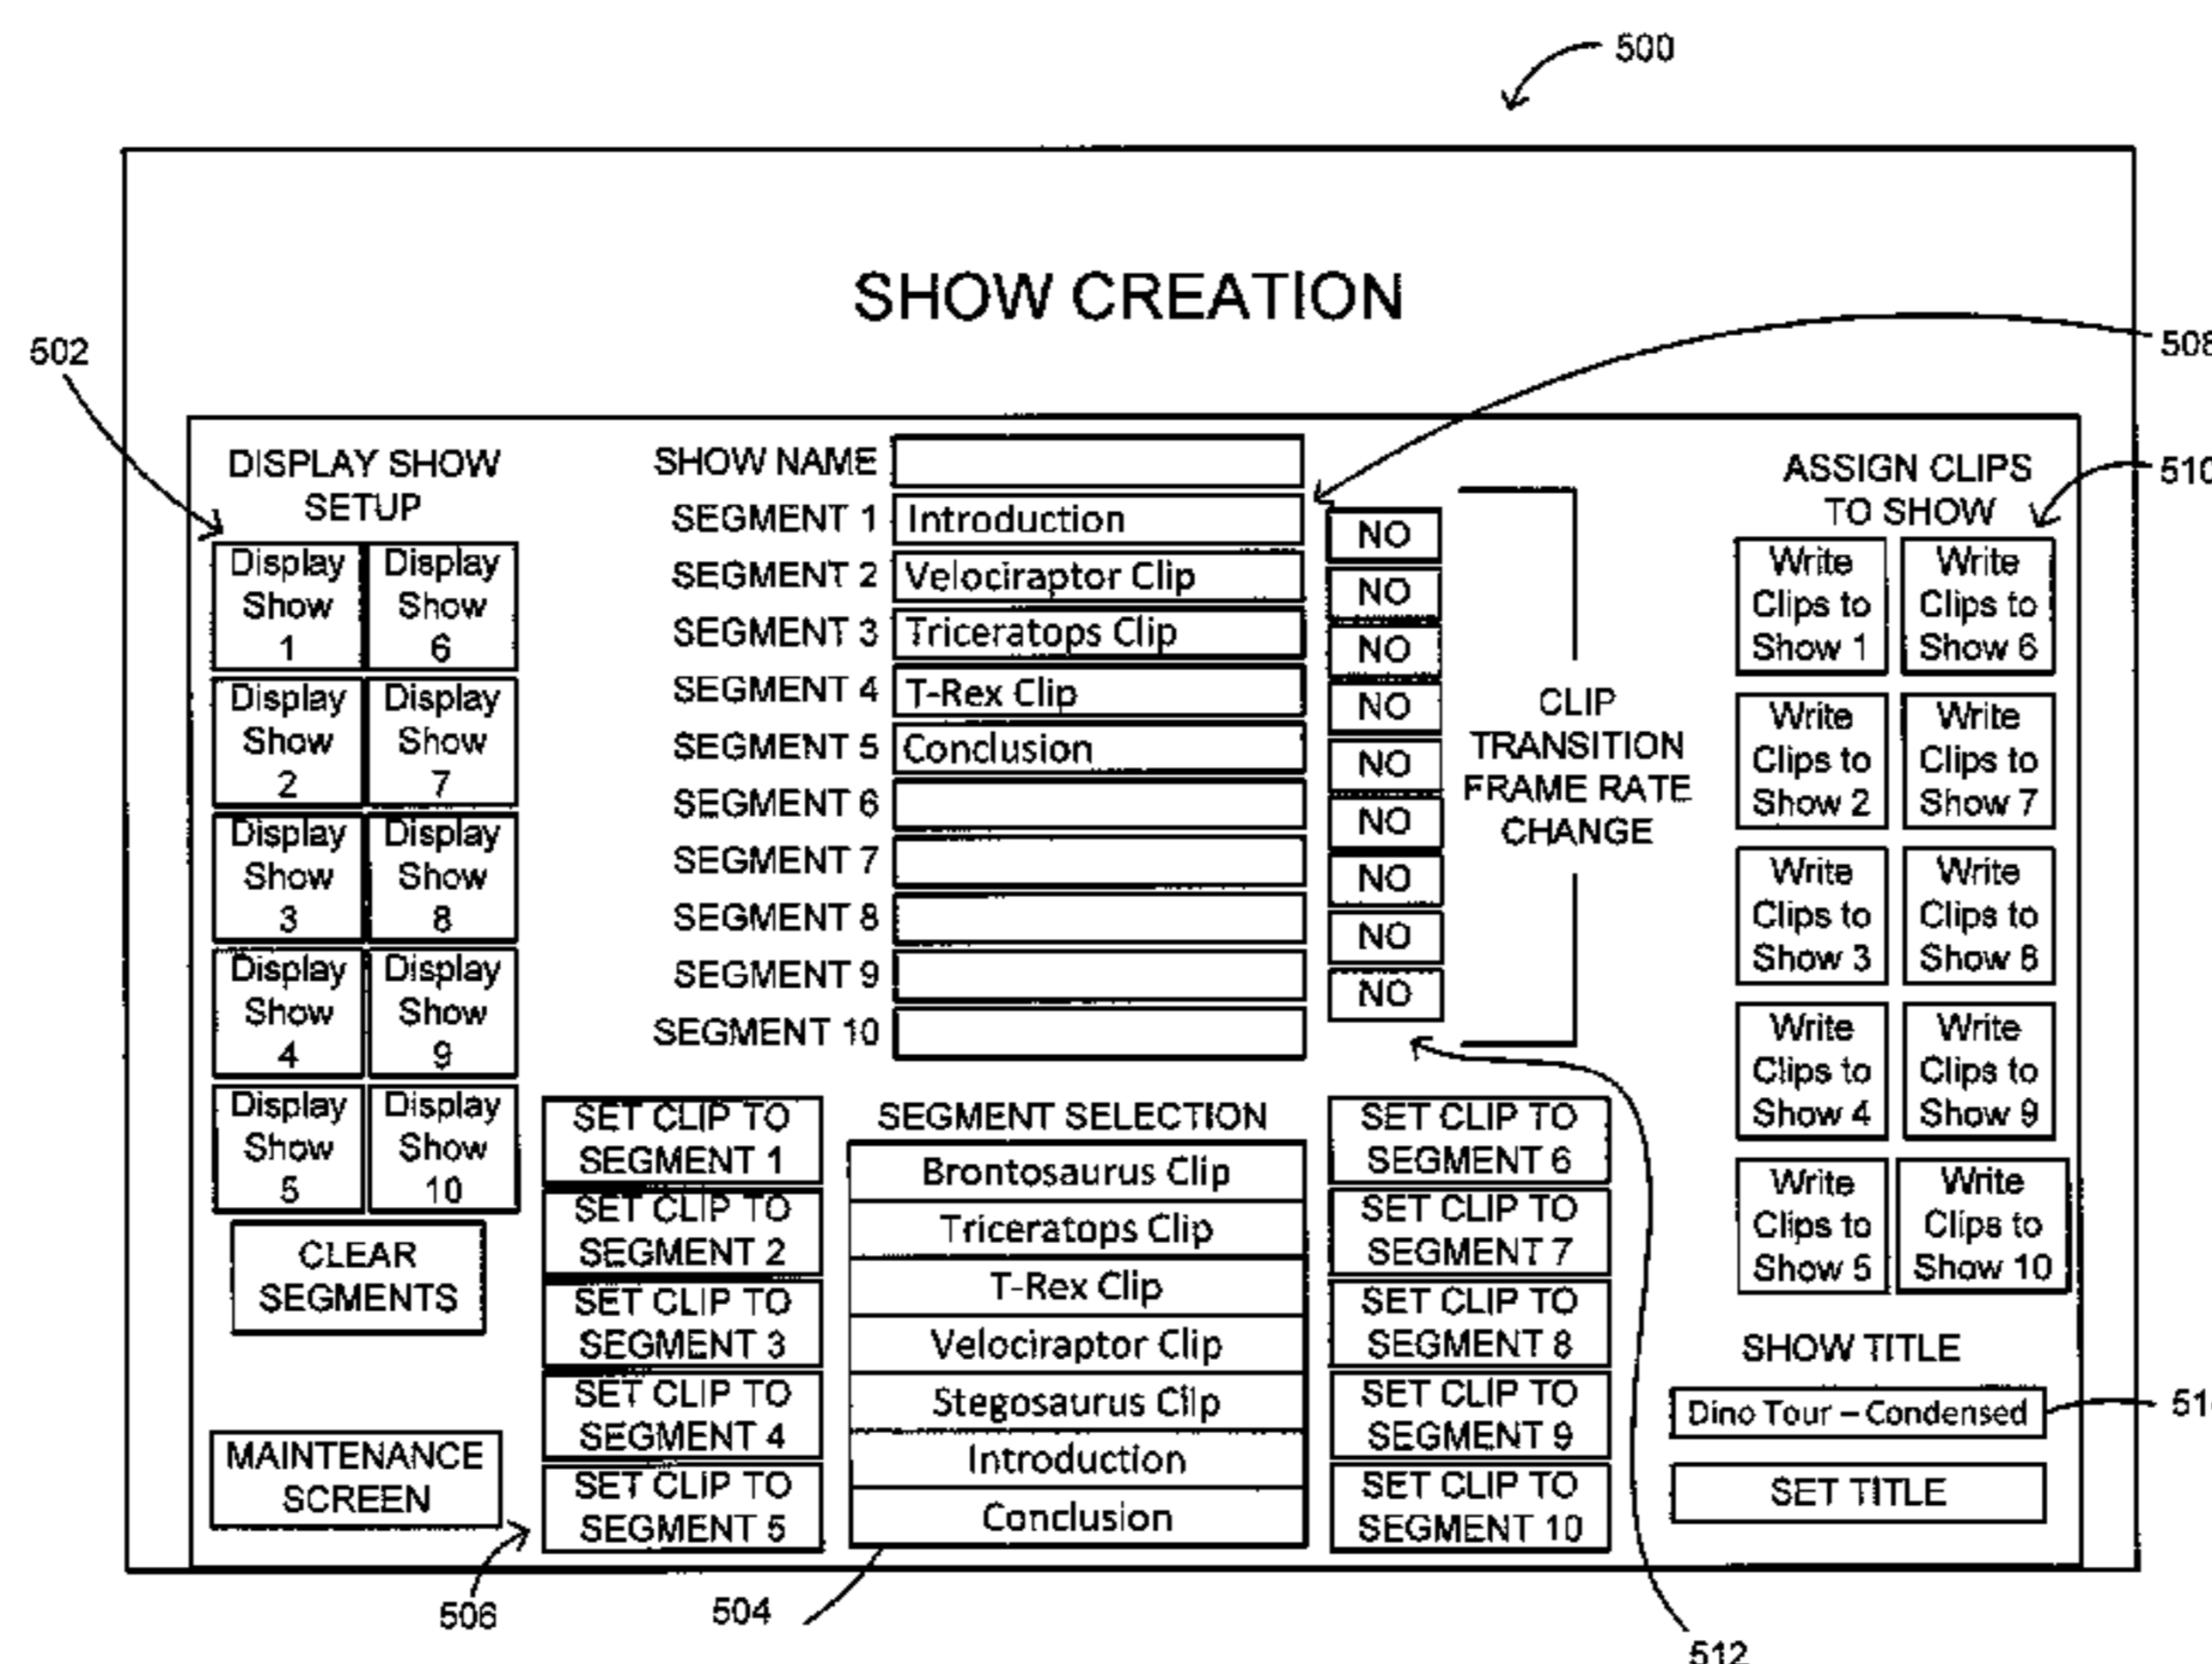 500
SHOW CREATION
502
508
DISPLAY SHOW
SETUP
Display
Show
1
Display
Show
6
Display
Show
2
Display
Show
7
Display
Show
3
Display
Show
8
Display
Show
4
Display
Show
9
Display
Show
5
Display
Show
10
CLEAR
SEGMENTS
MAINTENANCE
SCREEN
SHOW NAME
SEGMENT 1 Introduction
SEGMENT 2 Velociraptor Clip
SEGMENT 3 Triceratops Clip
SEGMENT 4 T-Rex Clip
SEGMENT 5 Conclusion
SEGMENT 6
SEGMENT 7
SEGMENT 8
SEGMENT 9
SEGMENT 10
NO
NO
NO
NO
NO
NO
NO
NO
NO
CLIP
TRANSITION
FRAME RATE
CHANGE
ASSIGN CLIPS
TO SHOW
510
Write
Clips to
Show 1
Write
Clips to
Show 6
Write
Clips to
Show 2
Write
Clips to
Show 7
Write
Clips to
Show 3
Write
Clips to
Show 8
Write
Clips to
Show 4
Write
Clips to
Show 9
Write
Clips to
Show 5
Write
Clips to
Show 10
SET CLIP TO
SEGMENT 1
SET CLIP TO
SEGMENT 2
SET CLIP TO
SEGMENT 3
SET CLIP TO
SEGMENT 4
SET CLIP TO
SEGMENT 5
SEGMENT SELECTION
Brontosaurus Clip
Triceratops Clip
T-Rex Clip
Velociraptor Clip
Stegosaurus Clip
Introduction
Conclusion
SET CLIP TO
SEGMENT 6
SET CLIP TO
SEGMENT 7
SET CLIP TO
SEGMENT 8
SET CLIP TO
SEGMENT 9
SET CLIP TO
SEGMENT 10
SHOW TITLE
Dino Tour – Condensed
SET TITLE
506
504
512